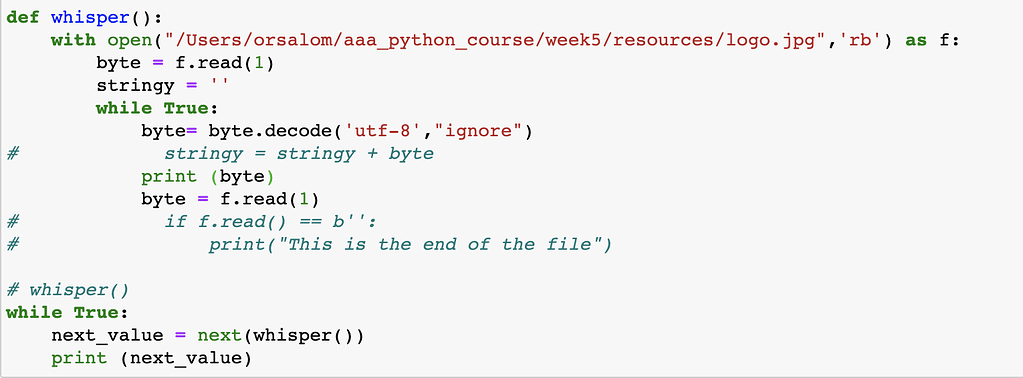 def whisper():
    with open("/Users/orsalom/aaa_python_course/week5/resources/logo.jpg",'rb') as f:
        byte = f.read(1)
        stringy = ''
        while True:
            byte= byte.decode('utf-8',"ignore")
#             stringy = stringy + byte
            print (byte)
            byte = f.read(1)
#             if f.read() == b'':
#                 print("This is the end of the file")

# whisper()
while True:
    next_value = next(whisper())
    print (next_value)